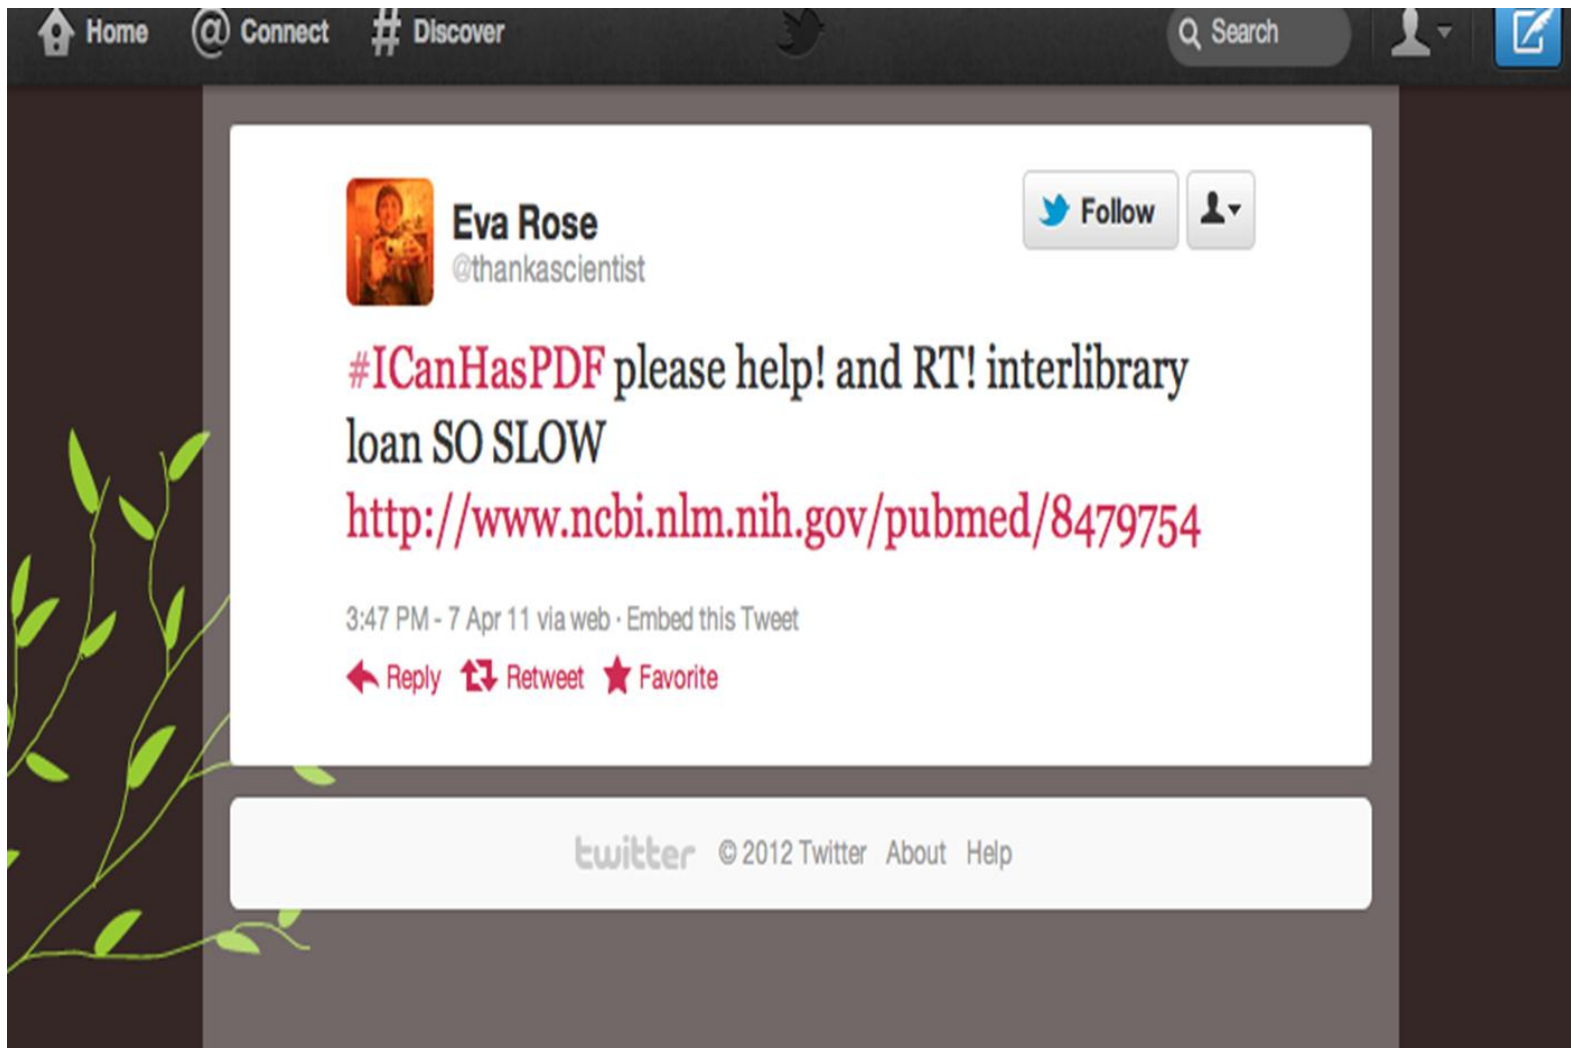 Home @ Connect # Discover Search
Eva Rose
Follow
@thankascientist
#ICanHasPDF please help! and RT! interlibrary
loan SO SLOW
http://www.ncbi.nlm.nih.gov/pubmed/8479754
3:47 PM - 7 Apr 11 via web · Embed this Tweet
Reply Retweet Favorite
twitter © 2012 Twitter About Help